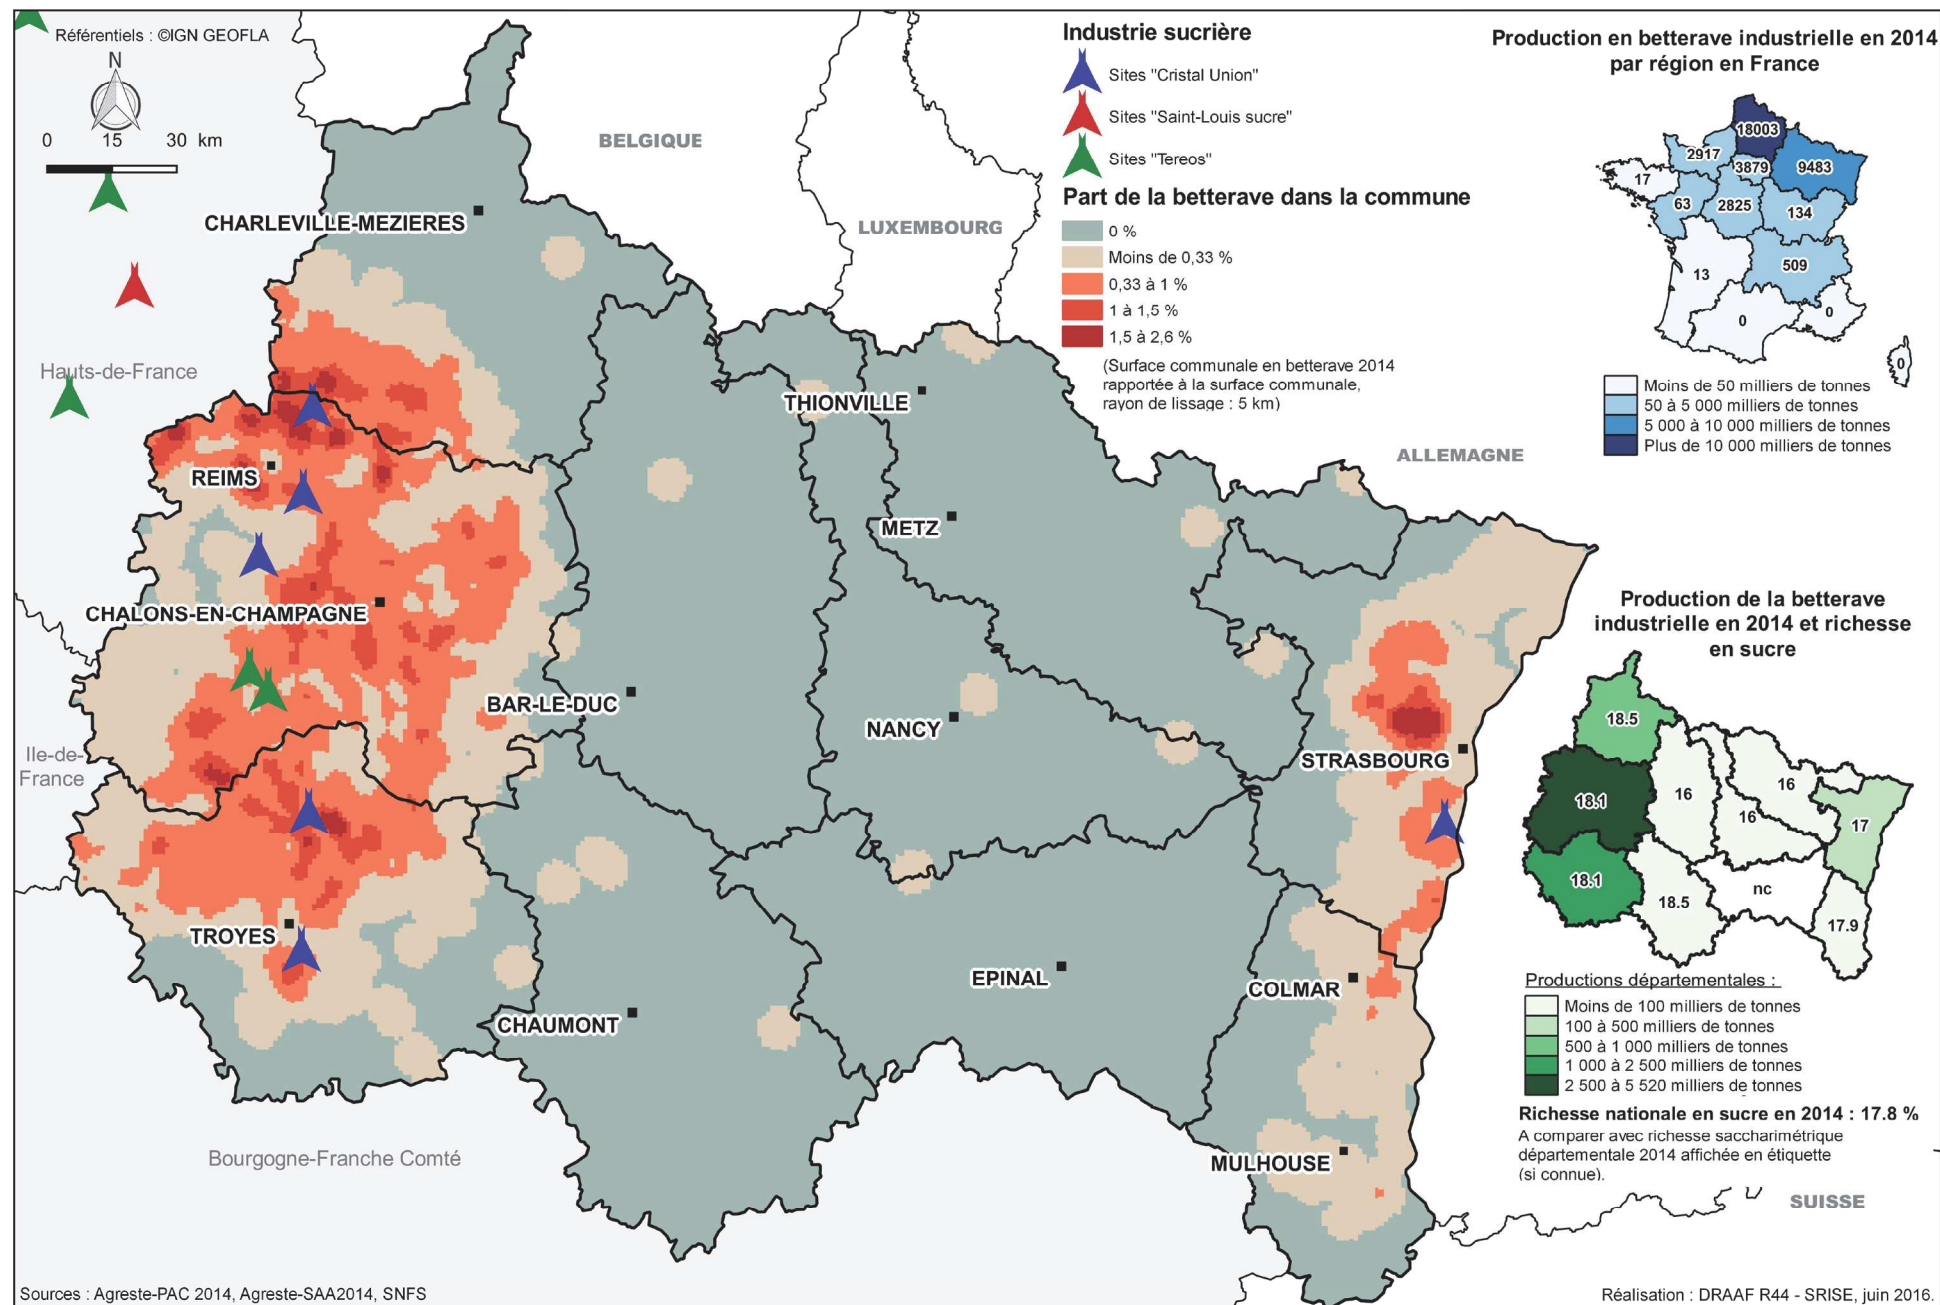 Référentiels : ©IGN GEOFLA
N
0 15 30 km
BELGIQUE
LUXEMBOURG
ALLEMAGNE
SUISSE
Hauts-de-France
Ile-de-
France
Bourgogne-Franche Comté
CHARLEVILLE-MEZIERES
THIONVILLE
REIMS
METZ
CHALONS-EN-CHAMPAGNE
BAR-LE-DUC
NANCY
STRASBOURG
TROYES
EPINAL
COLMAR
CHAUMONT
MULHOUSE
Industrie sucrière
Sites "Cristal Union"
Sites "Saint-Louis sucre"
Sites "Tereos"
Part de la betterave dans la commune
0 %
Moins de 0,33 %
0,33 à 1 %
1 à 1,5 %
1,5 à 2,6 %
(Surface communale en betterave 2014
rapportée à la surface communale,
rayon de lissage : 5 km)
Production en betterave industrielle en 2014
par région en France
18003
2917
3879
9483
17
63
2825
134
13
509
0
0
0
Moins de 50 milliers de tonnes
50 à 5 000 milliers de tonnes
5 000 à 10 000 milliers de tonnes
Plus de 10 000 milliers de tonnes
Production de la betterave
industrielle en 2014 et richesse
en sucre
18.5
18.1
16
16
16
17
18.1
18.5
nc
17.9
Productions départementales :
Moins de 100 milliers de tonnes
100 à 500 milliers de tonnes
500 à 1 000 milliers de tonnes
1 000 à 2 500 milliers de tonnes
2 500 à 5 520 milliers de tonnes
Richesse nationale en sucre en 2014 : 17.8 %
A comparer avec richesse saccharimétrique
départementale 2014 affichée en étiquette
(si connue).
Sources : Agreste-PAC 2014, Agreste-SAA2014, SNFS
Réalisation : DRAAF R44 - SRISE, juin 2016.